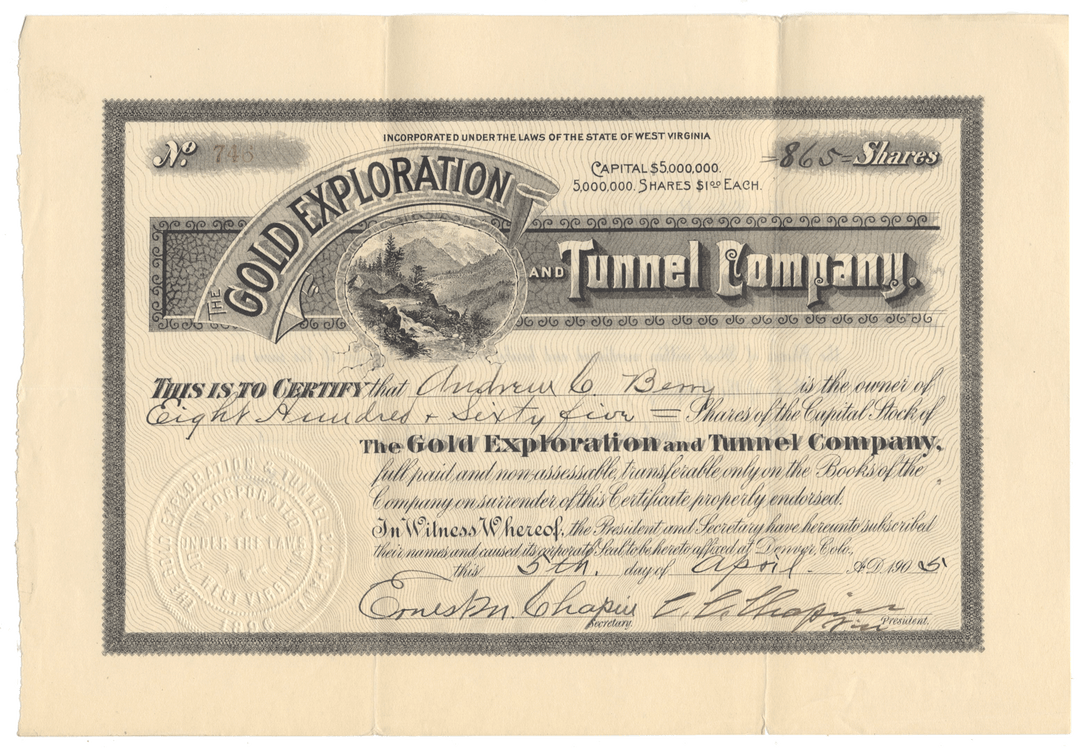 INCORPORATED UNDER THE LAWS OF THE STATE OF WEST VIRGINIA
No. =865= Shares
CAPITAL $5,000,000.
5,000,000. SHARES $1.00 EACH.
THE GOLD EXPLORATION
AND Tunnel Company.
THIS IS TO CERTIFY that Andrew C Berry is the owner of
Eight Hundred + Sixty five = Shares of the Capital Stock of
The Gold Exploration and Tunnel Company,
full paid and non-assessable, transferable only on the Books of the
Company on surrender of this Certificate properly endorsed.
In Witness Whereof, the President and Secretary have hereunto subscribed
their names and caused its corporate Seal to be hereto affixed at Denver, Colo,
this 5th. day of April. A.D. 1905
Ernest M. Chapin C. C. Chapin
Secretary. Vice President.
INCORPORATED
UNDER THE LAWS